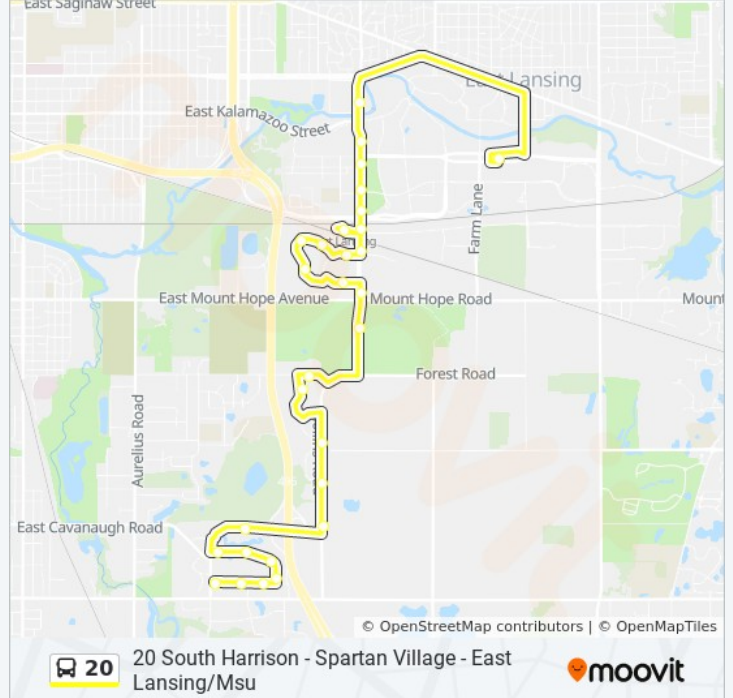 East Saginaw Street
East Lansing
East Kalamazoo Street
Farm Lane
East Mount Hope Avenue
Mount Hope Road
Mount
Forest Road
Aurelius Road
East Cavanaugh Road
© OpenStreetMap contributors | © OpenMapTiles
20
20 South Harrison - Spartan Village - East
Lansing/Msu
moovit